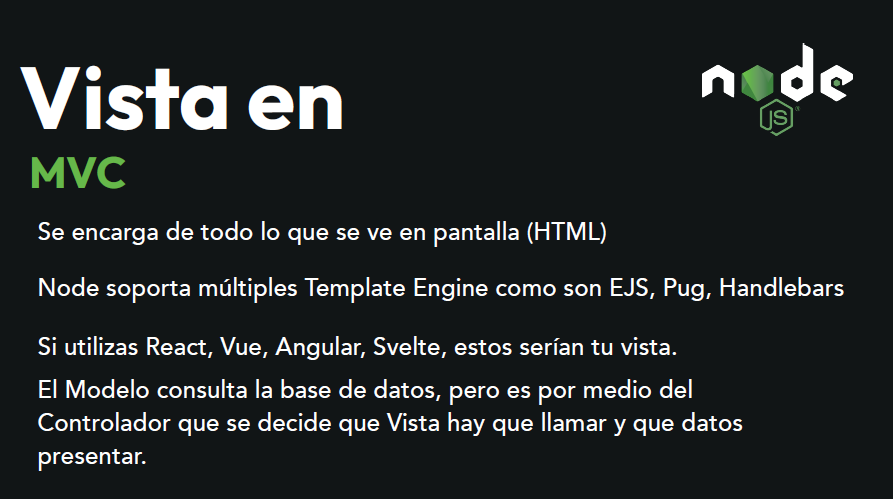 Vista en
node
JS
MVC
Se encarga de todo lo que se ve en pantalla (HTML)
Node soporta múltiples Template Engine como son EJS, Pug, Handlebars
Si utilizas React, Vue, Angular, Svelte, estos serían tu vista.
El Modelo consulta la base de datos, pero es por medio del
Controlador que se decide que Vista hay que llamar y que datos
presentar.